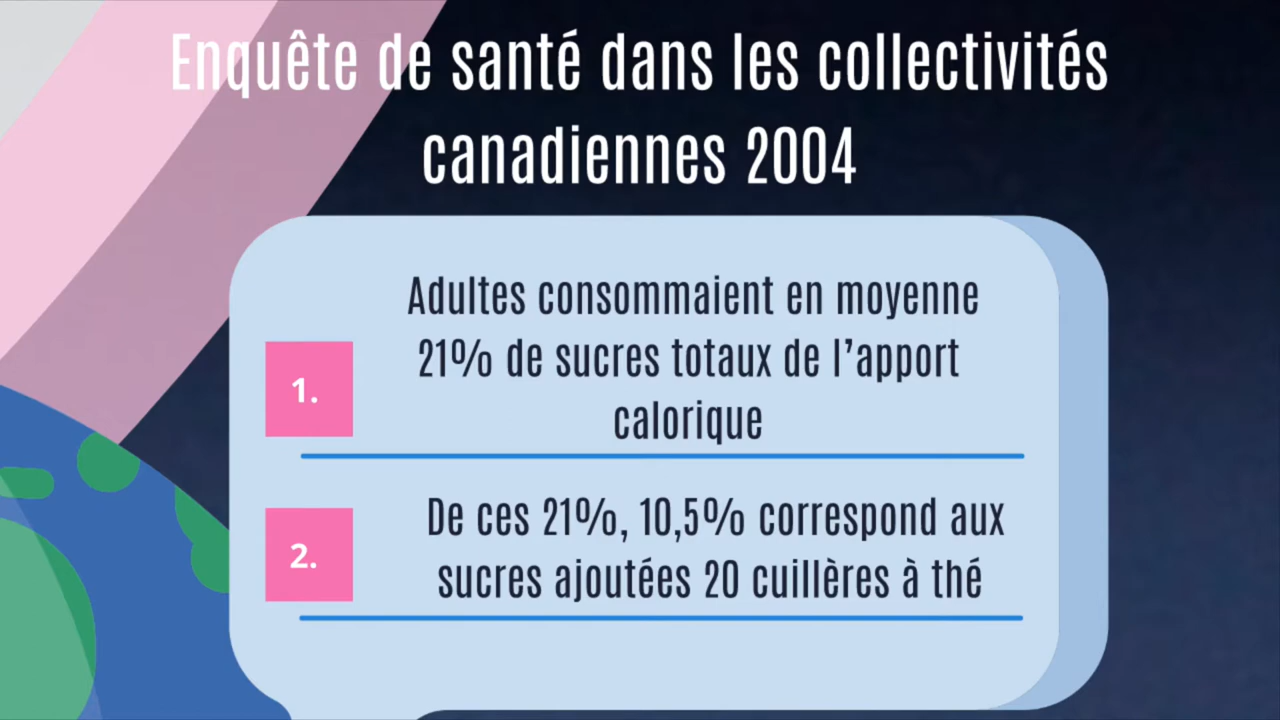 Enquête de santé dans les collectivités
canadiennes 2004
Adultes consommaient en moyenne
21% de sucres totaux de l’apport
calorique
1.
De ces 21%, 10,5% correspond aux
sucres ajoutées 20 cuillères à thé
2.